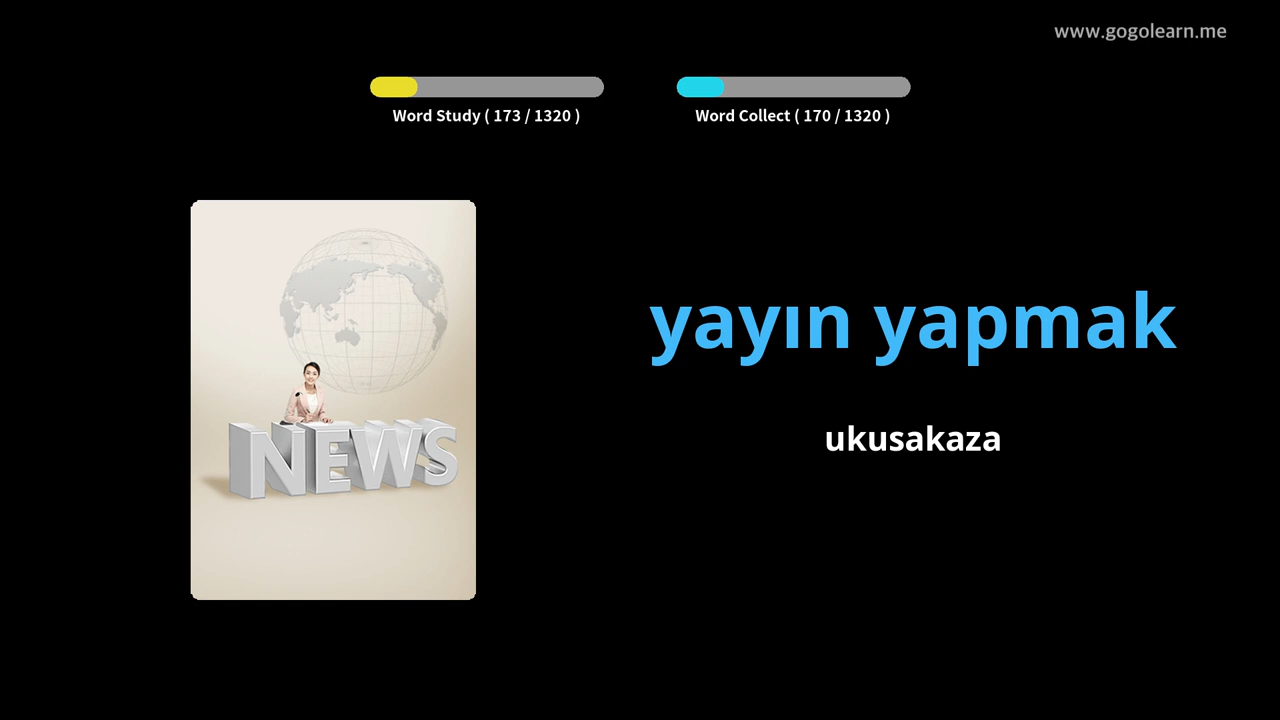 www.gogolearn.me
Word Study ( 173 / 1320 )
Word Collect ( 170 / 1320 )
NEWS
yayın yapmak
ukusakaza